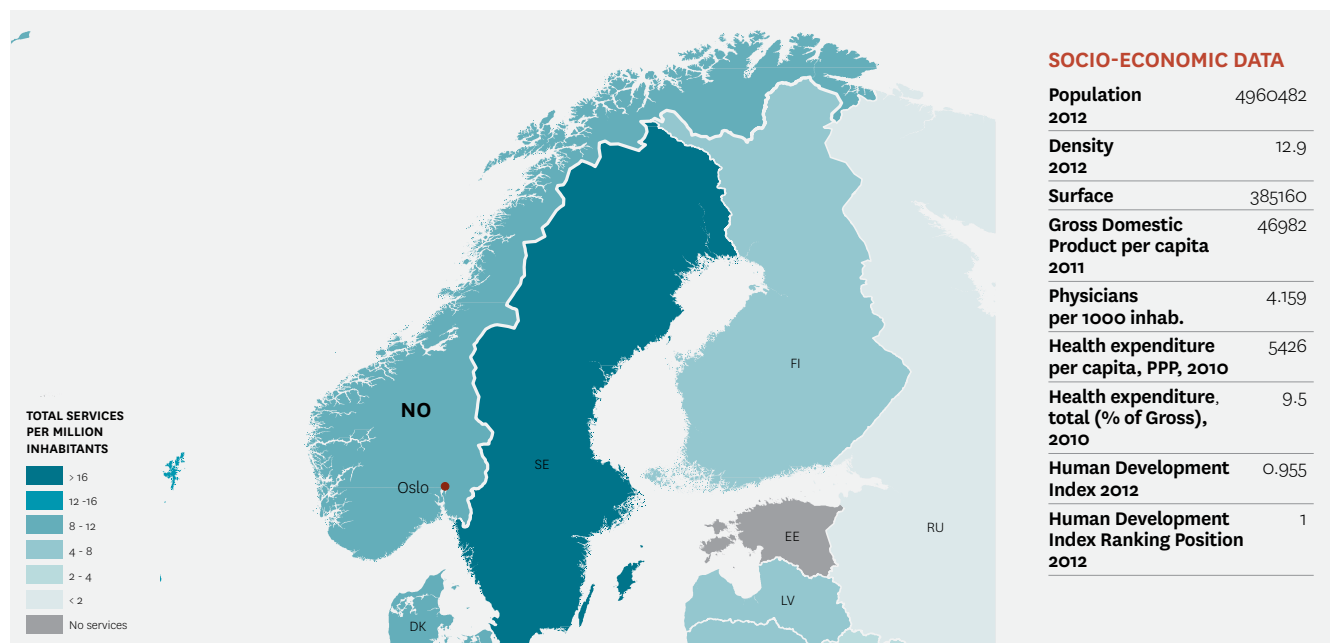 SOCIO-ECONOMIC DATA
Population 4960482
2012
Density 12.9
2012
Surface 385160
Gross Domestic 46982
Product per capita
2011
Physicians 4.159
per 1000 inhab.
Health expenditure 5426
per capita, PPP, 2010
Health expenditure, 9.5
total (% of Gross),
2010
Human Development 0.955
Index 2012
Human Development 1
Index Ranking Position
2012
FI
NO
SE
Oslo
RU
EE
LV
DK
TOTAL SERVICES
PER MILLION
INHABITANTS
> 16
12 -16
8 - 12
4 - 8
2 - 4
< 2
No services